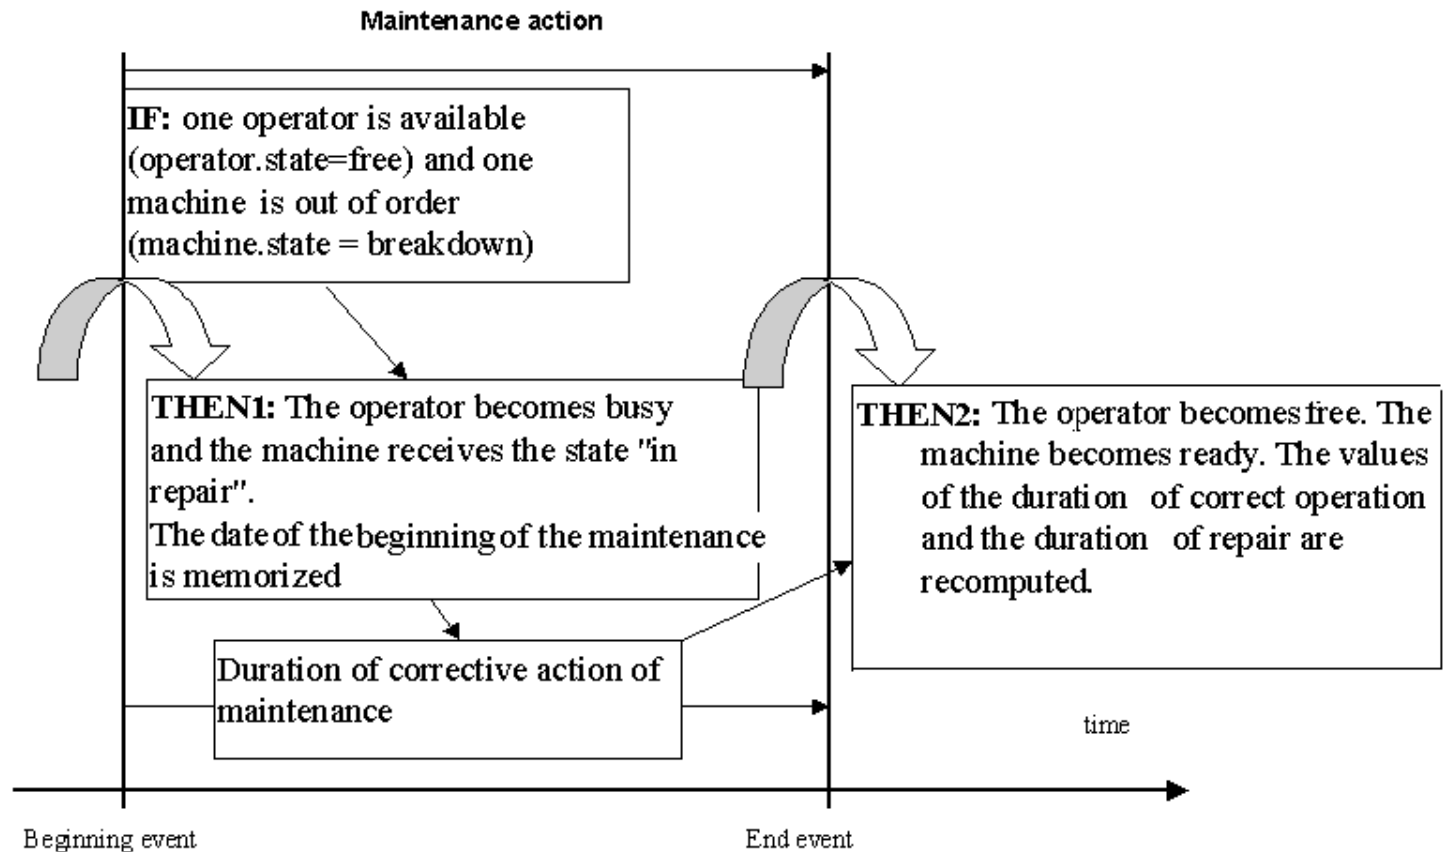 Maintenance action
IF: one operator is available
(operator.state=free) and one
machine is out of order
(machine.state = breakdown)
THEN1: The operator becomes busy
and the machine receives the state "in
repair".
The date of the beginning of the maintenance
is memorized
THEN2: The operator becomes free. The
machine becomes ready. The values
of the duration of correct operation
and the duration of repair are
recomputed.
Duration of corrective action of
maintenance
time
Beginning event
End event